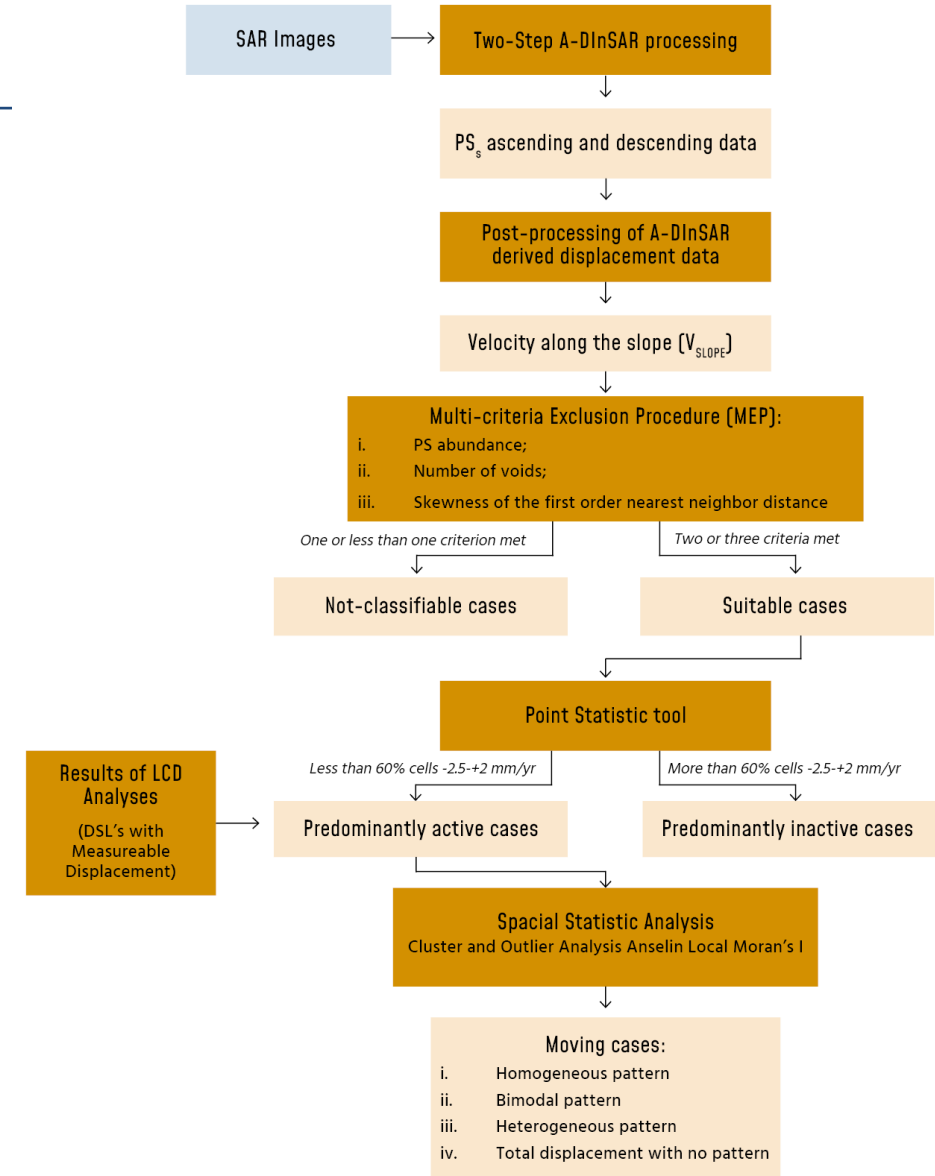 SAR Images
Two-Step A-DInSAR processing
PSs ascending and descending data
Post-processing of A-DInSAR
derived displacement data
Velocity along the slope (VSLOPE)
Multi-criteria Exclusion Procedure (MEP):
i. PS abundance;
ii. Number of voids;
iii. Skewness of the first order nearest neighbor distance
One or less than one criterion met
Two or three criteria met
Not-classifiable cases
Suitable cases
Point Statistic tool
Less than 60% cells -2.5-+2 mm/yr
More than 60% cells -2.5-+2 mm/yr
Results of LCD
Analyses
(DSL's with
Measureable
Displacement)
Predominantly active cases
Predominantly inactive cases
Spacial Statistic Analysis
Cluster and Outlier Analysis Anselin Local Moran's I
Moving cases:
i. Homogeneous pattern
ii. Bimodal pattern
iii. Heterogeneous pattern
iv. Total displacement with no pattern